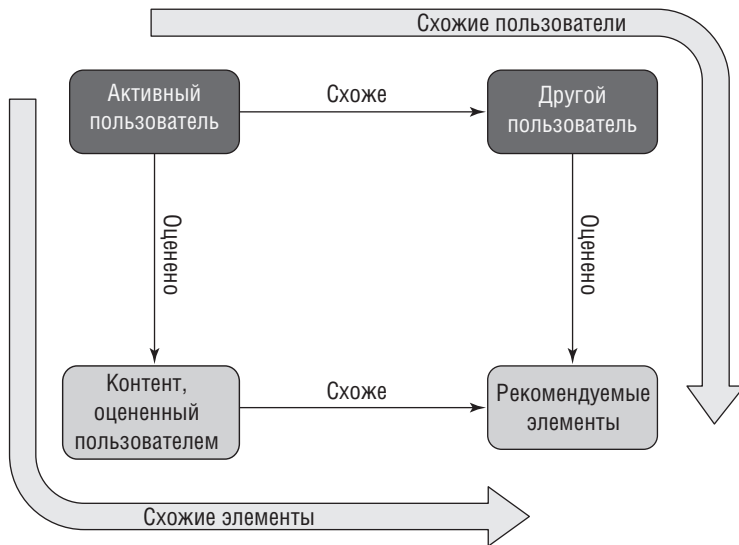 Схожие пользователи
Активный
пользователь
Схоже
Другой
пользователь
Оценено
Оценено
Контент,
оцененный
пользователем
Схоже
Рекомендуемые
элементы
Схожие элементы